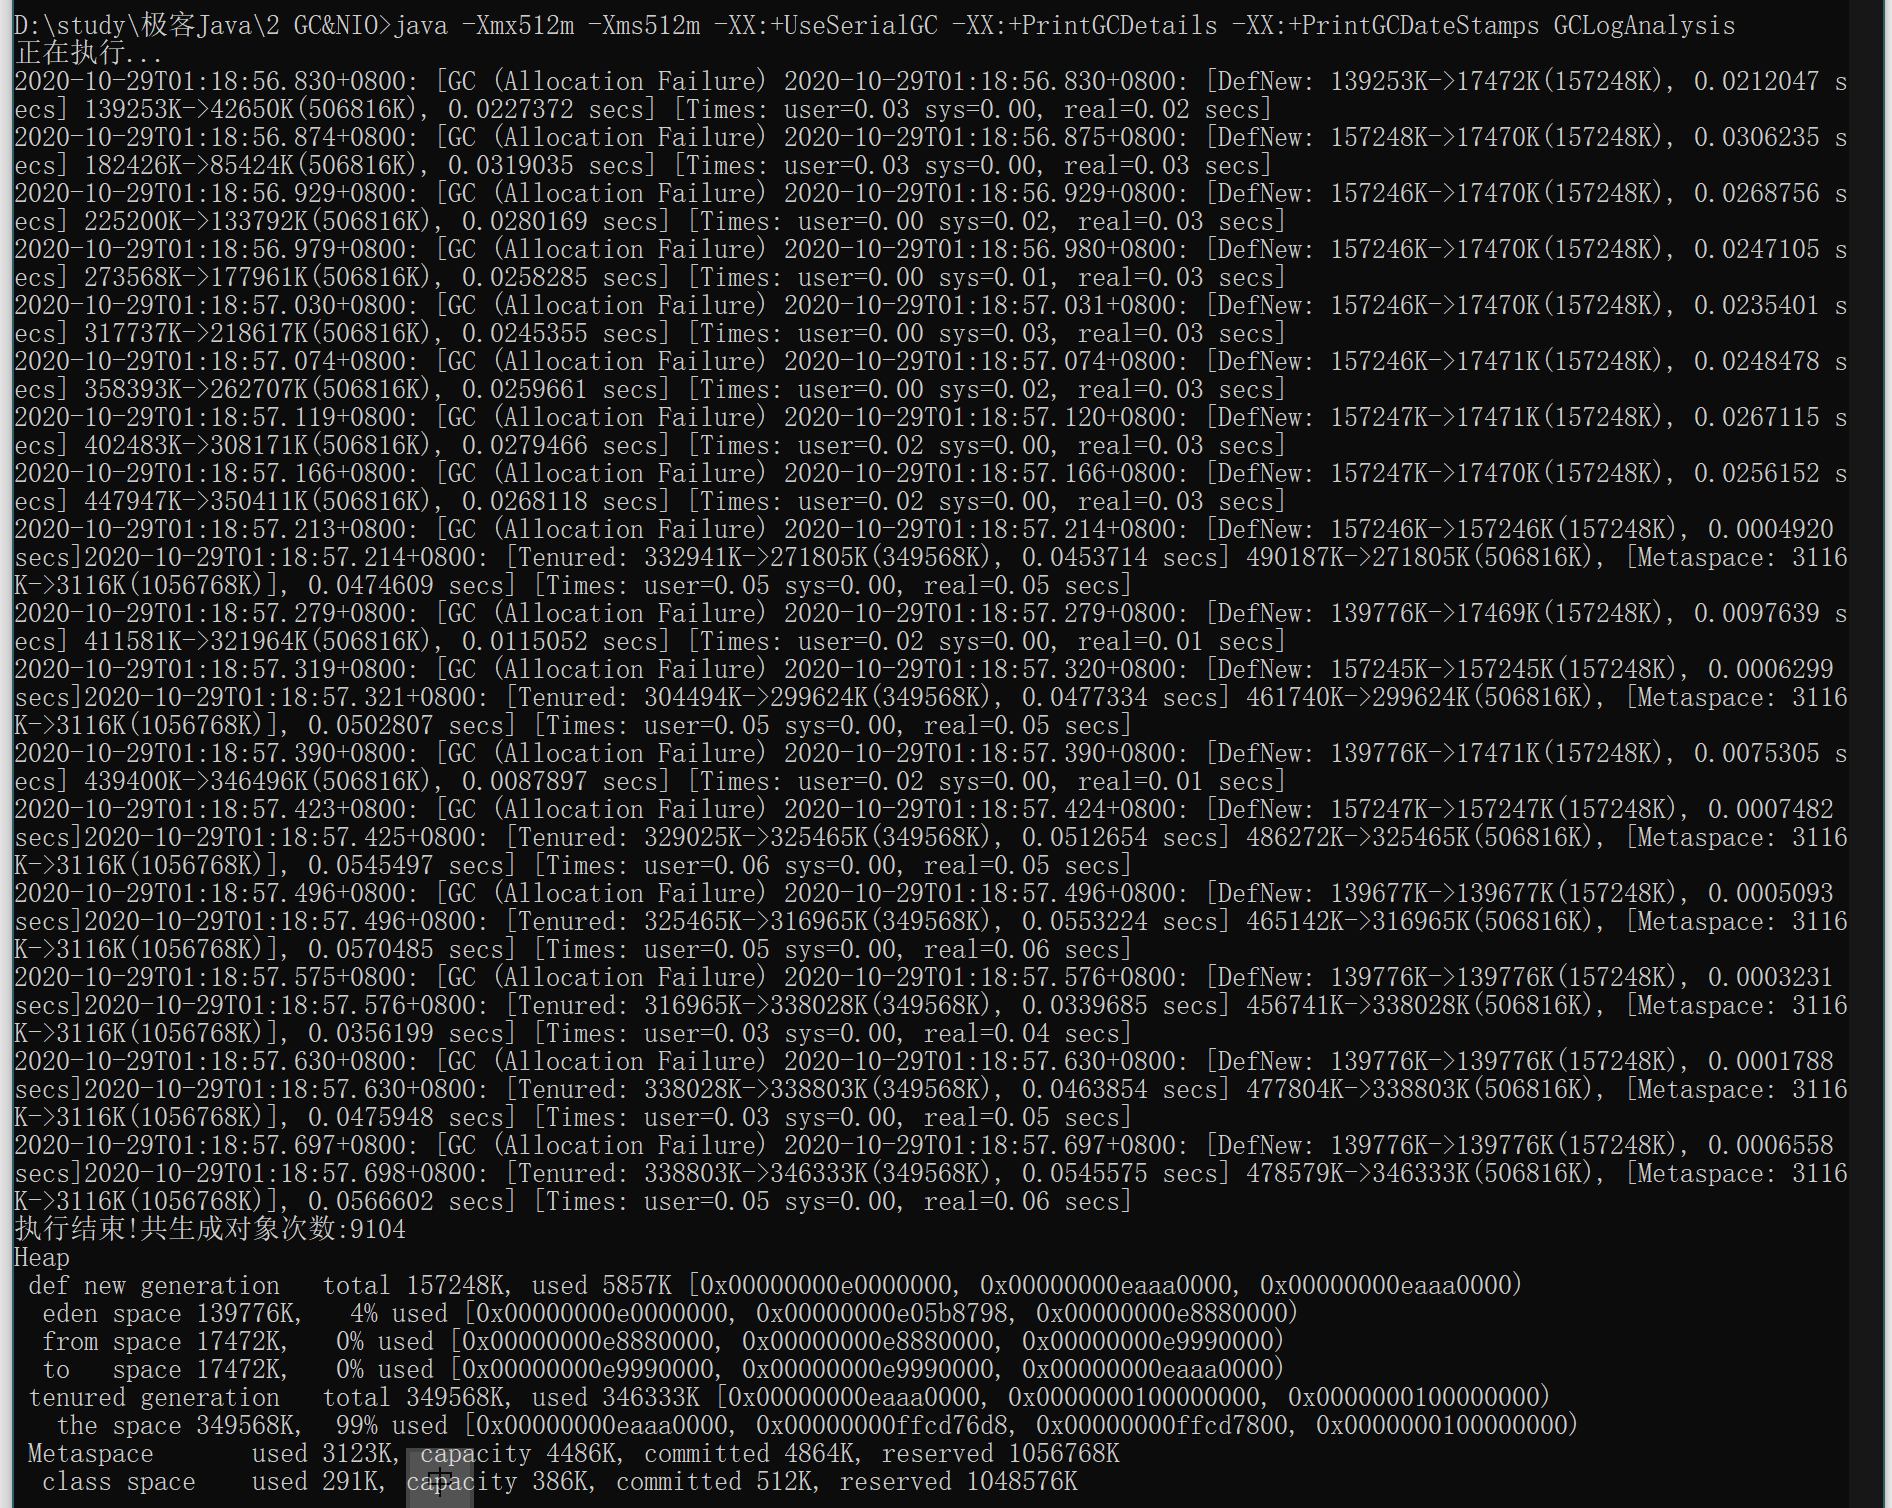 D:\study\极客Java\2 GC&NIO>java -Xmx512m -Xms512m -XX:+UseSerialGC -XX:+PrintGCDetails -XX:+PrintGCDateStamps GCLogAnalysis
正在执行...
2020-10-29T01:18:56.830+0800: [GC (Allocation Failure) 2020-10-29T01:18:56.830+0800: [DefNew: 139253K->17472K(157248K), 0.0212047 s
ecs] 139253K->42650K(506816K), 0.0227372 secs] [Times: user=0.03 sys=0.00, real=0.02 secs]
2020-10-29T01:18:56.874+0800: [GC (Allocation Failure) 2020-10-29T01:18:56.875+0800: [DefNew: 157248K->17470K(157248K), 0.0306235 s
ecs] 182426K->85424K(506816K), 0.0319035 secs] [Times: user=0.03 sys=0.00, real=0.03 secs]
2020-10-29T01:18:56.929+0800: [GC (Allocation Failure) 2020-10-29T01:18:56.929+0800: [DefNew: 157246K->17470K(157248K), 0.0268756 s
ecs] 225200K->133792K(506816K), 0.0280169 secs] [Times: user=0.00 sys=0.02, real=0.03 secs]
2020-10-29T01:18:56.979+0800: [GC (Allocation Failure) 2020-10-29T01:18:56.980+0800: [DefNew: 157246K->17470K(157248K), 0.0247105 s
ecs] 273568K->177961K(506816K), 0.0258285 secs] [Times: user=0.00 sys=0.01, real=0.03 secs]
2020-10-29T01:18:57.030+0800: [GC (Allocation Failure) 2020-10-29T01:18:57.031+0800: [DefNew: 157246K->17470K(157248K), 0.0235401 s
ecs] 317737K->218617K(506816K), 0.0245355 secs] [Times: user=0.00 sys=0.03, real=0.03 secs]
2020-10-29T01:18:57.074+0800: [GC (Allocation Failure) 2020-10-29T01:18:57.074+0800: [DefNew: 157246K->17471K(157248K), 0.0248478 s
ecs] 358393K->262707K(506816K), 0.0259661 secs] [Times: user=0.00 sys=0.02, real=0.03 secs]
2020-10-29T01:18:57.119+0800: [GC (Allocation Failure) 2020-10-29T01:18:57.120+0800: [DefNew: 157247K->17471K(157248K), 0.0267115 s
ecs] 402483K->308171K(506816K), 0.0279466 secs] [Times: user=0.02 sys=0.00, real=0.03 secs]
2020-10-29T01:18:57.166+0800: [GC (Allocation Failure) 2020-10-29T01:18:57.166+0800: [DefNew: 157247K->17470K(157248K), 0.0256152 s
ecs] 447947K->350411K(506816K), 0.0268118 secs] [Times: user=0.02 sys=0.00, real=0.03 secs]
2020-10-29T01:18:57.213+0800: [GC (Allocation Failure) 2020-10-29T01:18:57.214+0800: [DefNew: 157246K->157246K(157248K), 0.0004920
secs]2020-10-29T01:18:57.214+0800: [Tenured: 332941K->271805K(349568K), 0.0453714 secs] 490187K->271805K(506816K), [Metaspace: 3116
K->3116K(1056768K)], 0.0474609 secs] [Times: user=0.05 sys=0.00, real=0.05 secs]
2020-10-29T01:18:57.279+0800: [GC (Allocation Failure) 2020-10-29T01:18:57.279+0800: [DefNew: 139776K->17469K(157248K), 0.0097639 s
ecs] 411581K->321964K(506816K), 0.0115052 secs] [Times: user=0.02 sys=0.00, real=0.01 secs]
2020-10-29T01:18:57.319+0800: [GC (Allocation Failure) 2020-10-29T01:18:57.320+0800: [DefNew: 157245K->157245K(157248K), 0.0006299
secs]2020-10-29T01:18:57.321+0800: [Tenured: 304494K->299624K(349568K), 0.0477334 secs] 461740K->299624K(506816K), [Metaspace: 3116
K->3116K(1056768K)], 0.0502807 secs] [Times: user=0.05 sys=0.00, real=0.05 secs]
2020-10-29T01:18:57.390+0800: [GC (Allocation Failure) 2020-10-29T01:18:57.390+0800: [DefNew: 139776K->17471K(157248K), 0.0075305 s
ecs] 439400K->346496K(506816K), 0.0087897 secs] [Times: user=0.02 sys=0.00, real=0.01 secs]
2020-10-29T01:18:57.423+0800: [GC (Allocation Failure) 2020-10-29T01:18:57.424+0800: [DefNew: 157247K->157247K(157248K), 0.0007482
secs]2020-10-29T01:18:57.425+0800: [Tenured: 329025K->325465K(349568K), 0.0512654 secs] 486272K->325465K(506816K), [Metaspace: 3116
K->3116K(1056768K)], 0.0545497 secs] [Times: user=0.06 sys=0.00, real=0.05 secs]
2020-10-29T01:18:57.496+0800: [GC (Allocation Failure) 2020-10-29T01:18:57.496+0800: [DefNew: 139677K->139677K(157248K), 0.0005093
secs]2020-10-29T01:18:57.496+0800: [Tenured: 325465K->316965K(349568K), 0.0553224 secs] 465142K->316965K(506816K), [Metaspace: 3116
K->3116K(1056768K)], 0.0570485 secs] [Times: user=0.05 sys=0.00, real=0.06 secs]
2020-10-29T01:18:57.575+0800: [GC (Allocation Failure) 2020-10-29T01:18:57.576+0800: [DefNew: 139776K->139776K(157248K), 0.0003231
secs]2020-10-29T01:18:57.576+0800: [Tenured: 316965K->338028K(349568K), 0.0339685 secs] 456741K->338028K(506816K), [Metaspace: 3116
K->3116K(1056768K)], 0.0356199 secs] [Times: user=0.03 sys=0.00, real=0.04 secs]
2020-10-29T01:18:57.630+0800: [GC (Allocation Failure) 2020-10-29T01:18:57.630+0800: [DefNew: 139776K->139776K(157248K), 0.0001788
secs]2020-10-29T01:18:57.630+0800: [Tenured: 338028K->338803K(349568K), 0.0463854 secs] 477804K->338803K(506816K), [Metaspace: 3116
K->3116K(1056768K)], 0.0475948 secs] [Times: user=0.03 sys=0.00, real=0.05 secs]
2020-10-29T01:18:57.697+0800: [GC (Allocation Failure) 2020-10-29T01:18:57.697+0800: [DefNew: 139776K->139776K(157248K), 0.0006558
secs]2020-10-29T01:18:57.698+0800: [Tenured: 338803K->346333K(349568K), 0.0545575 secs] 478579K->346333K(506816K), [Metaspace: 3116
K->3116K(1056768K)], 0.0566602 secs] [Times: user=0.05 sys=0.00, real=0.06 secs]
执行结束!共生成对象次数:9104
Heap
def new generation   total 157248K, used 5857K [0x00000000e0000000, 0x00000000eaaa0000, 0x00000000eaaa0000)
eden space 139776K,   4% used [0x00000000e0000000, 0x00000000e05b8798, 0x00000000e8880000)
from space 17472K,   0% used [0x00000000e8880000, 0x00000000e8880000, 0x00000000e9990000)
to   space 17472K,   0% used [0x00000000e9990000, 0x00000000e9990000, 0x00000000eaaa0000)
tenured generation   total 349568K, used 346333K [0x00000000eaaa0000, 0x0000000100000000, 0x0000000100000000)
the space 349568K,  99% used [0x00000000eaaa0000, 0x00000000ffcd76d8, 0x00000000ffcd7800, 0x0000000100000000)
Metaspace       used 3123K, capacity 4486K, committed 4864K, reserved 1056768K
class space    used 291K, capacity 386K, committed 512K, reserved 1048576K